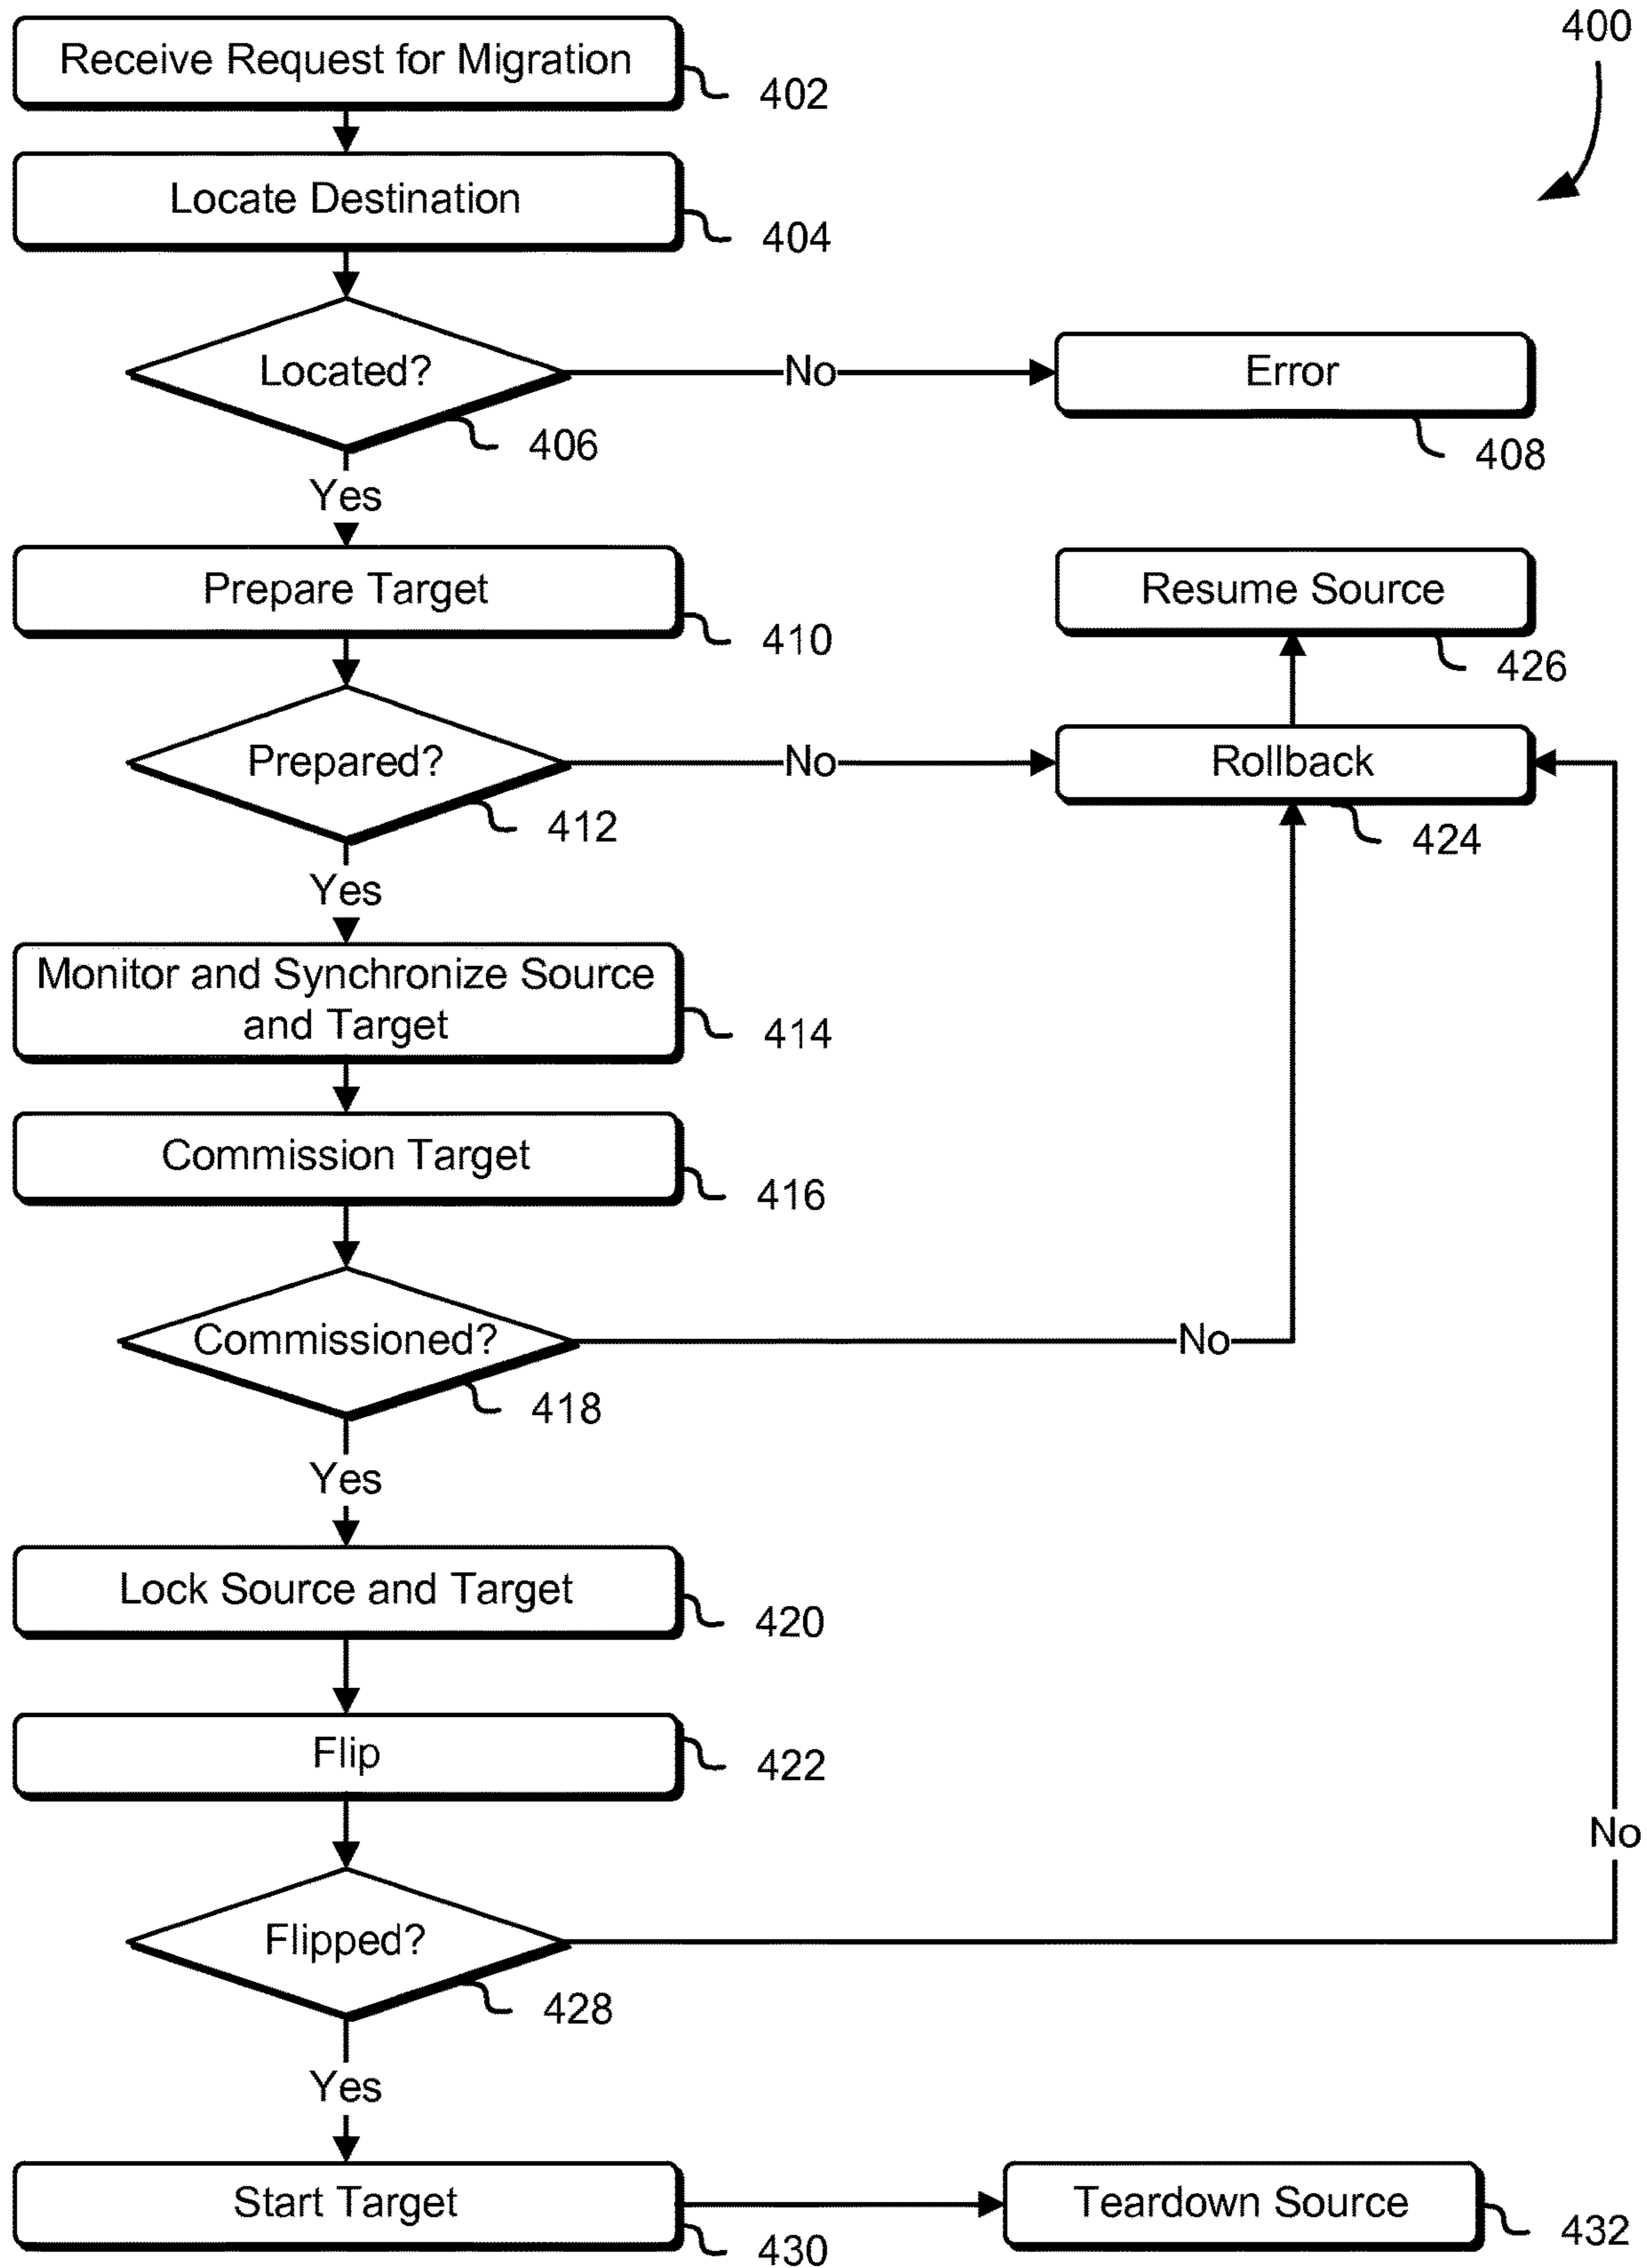 400
Receive Request for Migration
402
Locate Destination
404
Located?
No
Error
406
408
Yes
Prepare Target
410
Resume Source
426
Prepared?
No
Rollback
412
424
Yes
Monitor and Synchronize Source
and Target
414
Commission Target
416
Commissioned?
No
418
Yes
Lock Source and Target
420
Flip
422
No
Flipped?
428
Yes
Start Target
430
Teardown Source
432